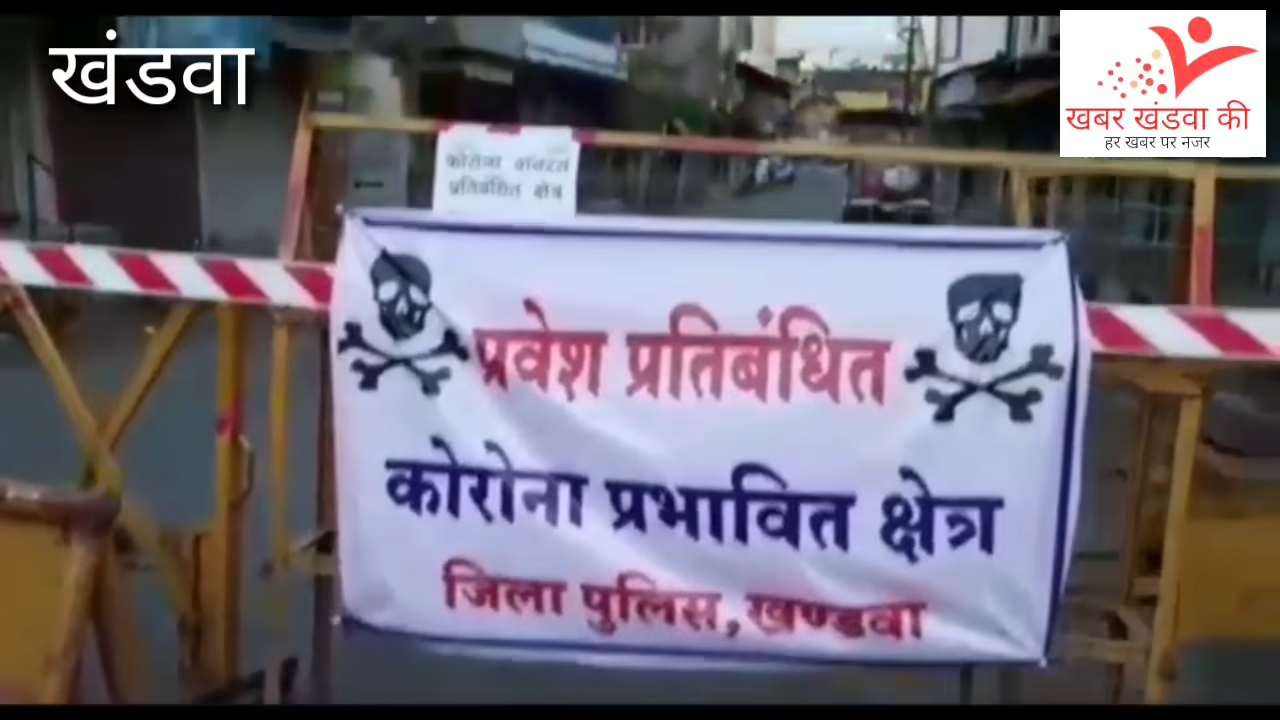 खंडवा
खबर खंडवा की
हर खबर पर नजर
कोरोना वायरस
प्रतिबंधित क्षेत्र
प्रवेश प्रतिबंधित
कोरोना प्रभावित क्षेत्र
जिला पुलिस,खण्डवा